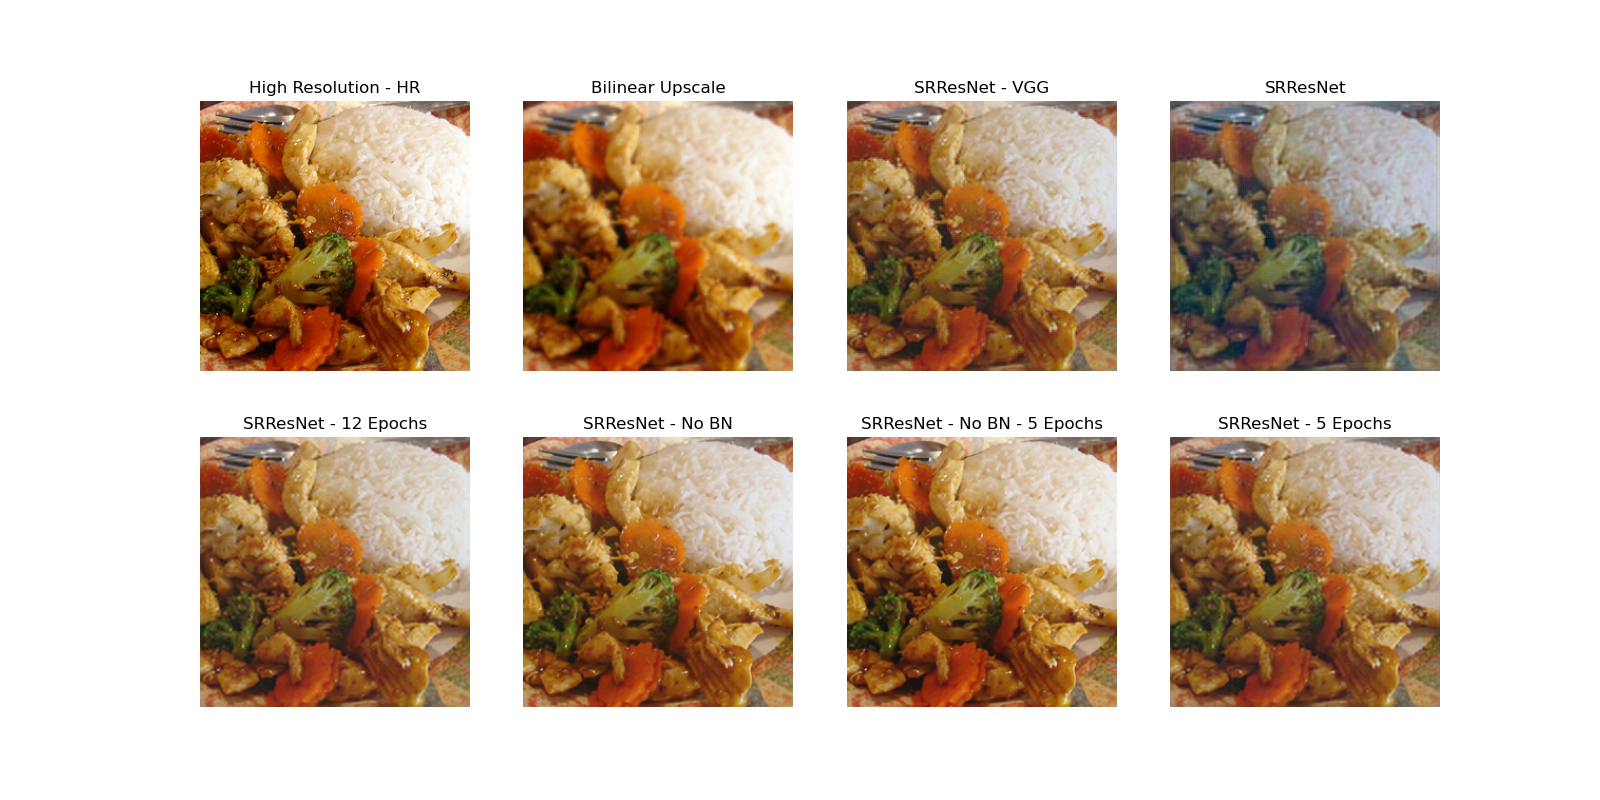 High Resolution - HR
Bilinear Upscale
SRResNet - VGG
SRResNet
SRResNet - 12 Epochs
SRResNet - No BN
SRResNet - No BN - 5 Epochs
SRResNet - 5 Epochs